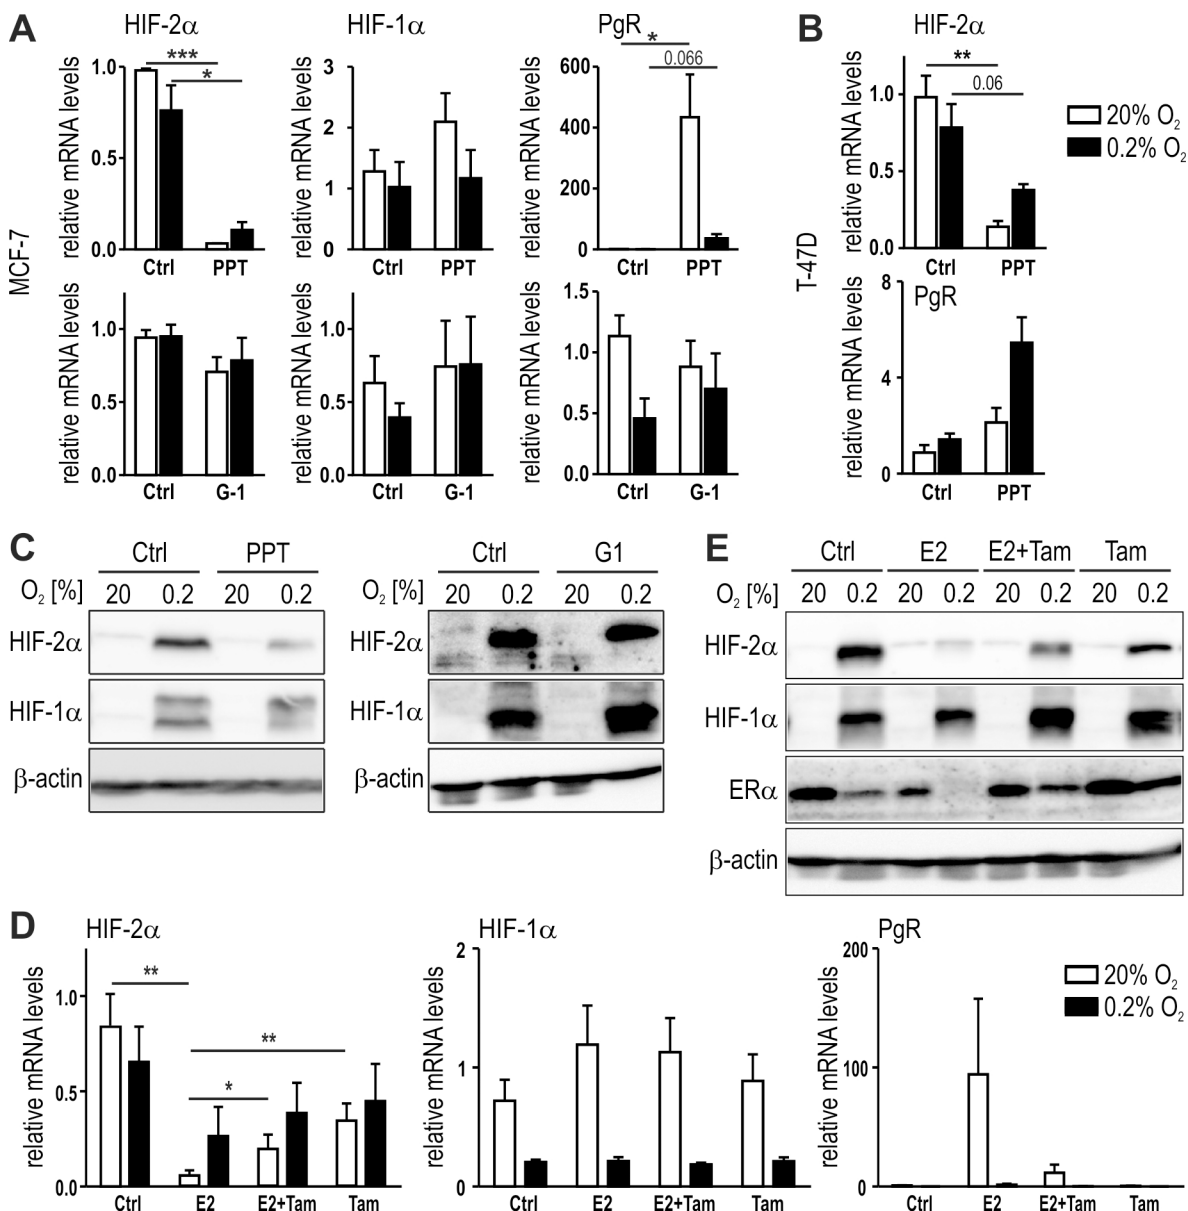 A
HIF-2α
HIF-1α
PgR
B
HIF-2α
*** 
*
*
0.066
**
0.06
20% O₂
0.2% O₂
MCF-7
T-47D
relative mRNA levels
1.0
0.5
0.0
Ctrl
PPT
relative mRNA levels
3
2
1
0
Ctrl
PPT
relative mRNA levels
600
400
200
0
Ctrl
PPT
relative mRNA levels
1.0
0.5
0.0
Ctrl
PPT
relative mRNA levels
1.0
0.5
0.0
Ctrl
G-1
relative mRNA levels
1.0
0.5
0.0
Ctrl
G-1
relative mRNA levels
1.5
1.0
0.5
0.0
Ctrl
G-1
PgR
relative mRNA levels
8
4
0
Ctrl
PPT
C
Ctrl PPT
O₂ [%] 20 0.2 20 0.2
HIF-2α
HIF-1α
β-actin
Ctrl G1
O₂ [%] 20 0.2 20 0.2
HIF-2α
HIF-1α
β-actin
E
Ctrl E2 E2+Tam Tam
O₂ [%] 20 0.2 20 0.2 20 0.2 20 0.2
HIF-2α
HIF-1α
ERα
β-actin
D
HIF-2α
relative mRNA levels
1.0
0.5
0.0
**
**
*
Ctrl E2 E2+Tam Tam
HIF-1α
relative mRNA levels
2
1
0
Ctrl E2 E2+Tam Tam
PgR
relative mRNA levels
200
100
0
Ctrl E2 E2+Tam Tam
20% O₂
0.2% O₂